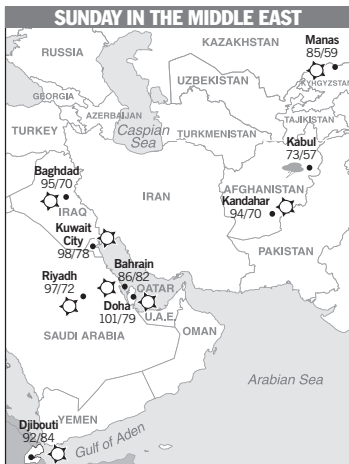 SUNDAY IN THE MIDDLE EAST
KAZAKHSTAN
Manas
85/59
RUSSIA
UZBEKISTAN
KYRGYZSTAN
GEORGIA
AZERBAIJAN
TAJIKISTAN
TURKEY
Caspian
Sea
TURKMENISTAN
Kabul
73/57
Baghdad
95/70
IRAN
AFGHANISTAN
Kandahar
94/70
IRAQ
Kuwait
City
98/78
PAKISTAN
Bahrain
86/82
Riyadh
97/72
QATAR
Doha
101/79
U.A.E.
OMAN
SAUDI ARABIA
Arabian Sea
YEMEN
Djibouti
92/84
Gulf of Aden